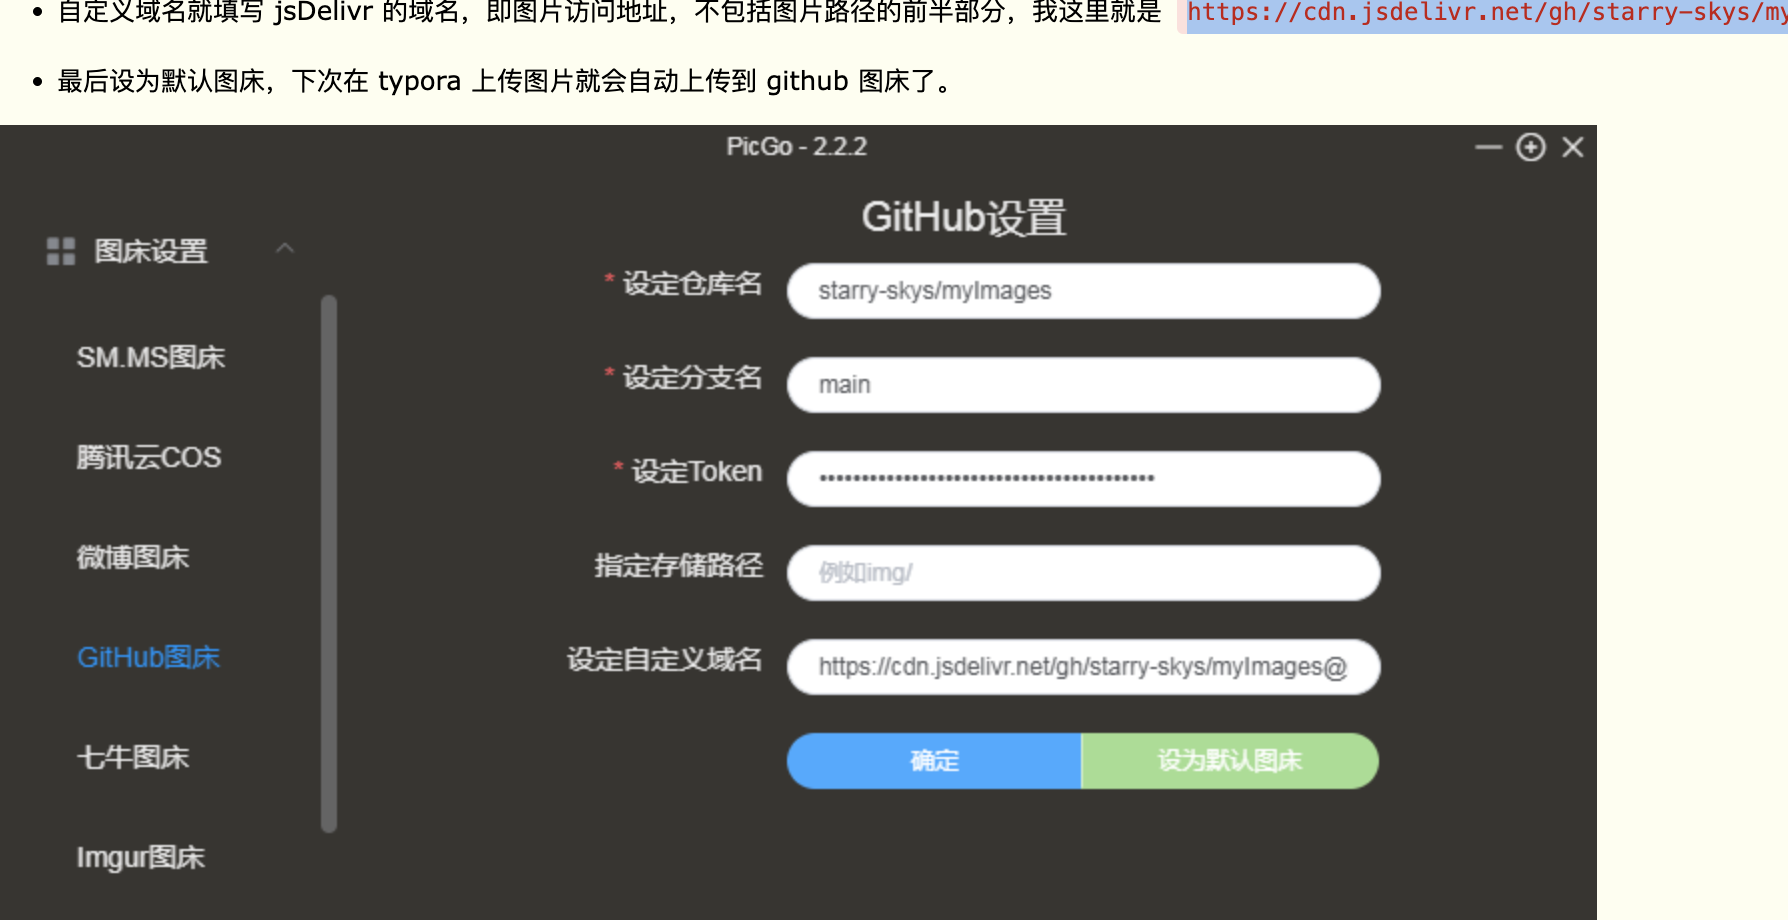 自定义域名就填写 jsDelivr 的域名，即图片访问地址，不包括图片路径的前半部分，我这里就是 https://cdn.jsdelivr.net/gh/starry-skys/my
最后设为默认图床，下次在 typora 上传图片就会自动上传到 github 图床了。
PicGo - 2.2.2
GitHub设置
图床设置
* 设定仓库名 starry-skys/myImages
SM.MS图床
* 设定分支名 main
腾讯云COS
* 设定Token ••••••••••••••••••••••••••••••••••••••••
微博图床
指定存储路径 例如img/
GitHub图床
设定自定义域名 https://cdn.jsdelivr.net/gh/starry-skys/myImages@
七牛图床
确定 设为默认图床
Imgur图床